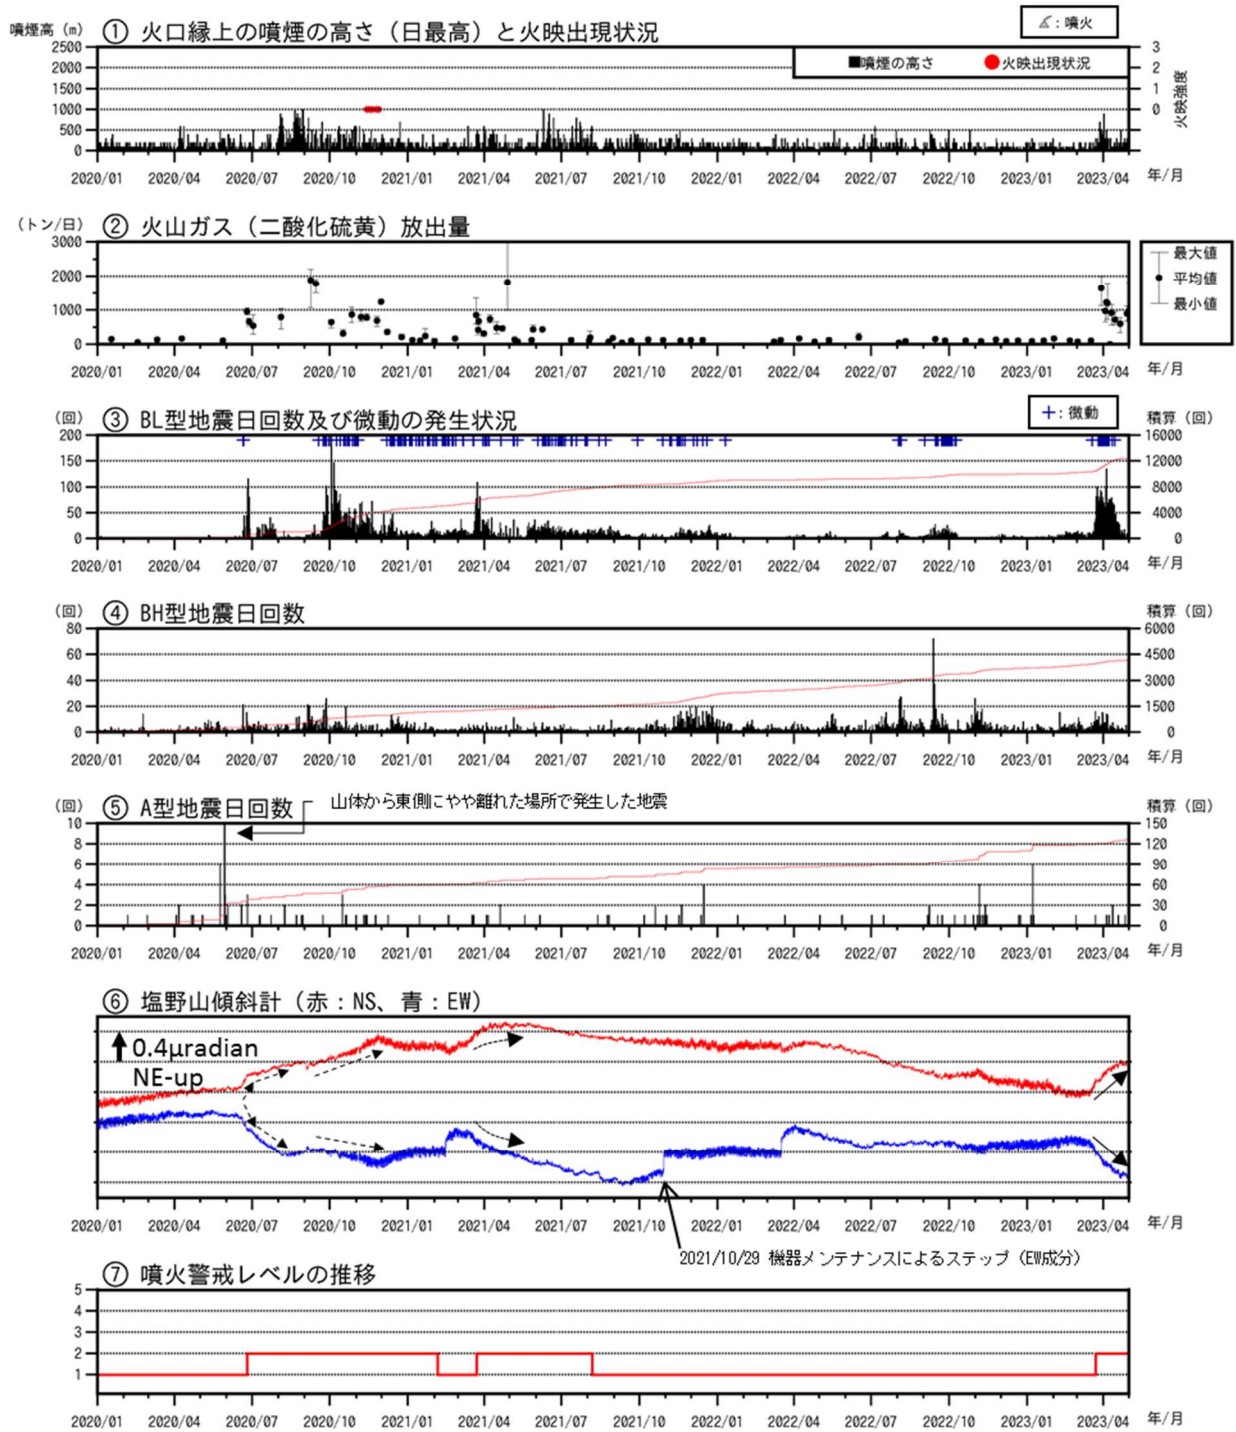 噴煙高（m） ① 火口縁上の噴煙の高さ（日最高）と火映出現状況 :噴火
2500 3
2000 ■噴煙の高さ ●火映出現状況 2
1500 1
1000 0
500
0
火映強度
2020/01 2020/04 2020/07 2020/10 2021/01 2021/04 2021/07 2021/10 2022/01 2022/04 2022/07 2022/10 2023/01 2023/04 年/月
（トン/日） ② 火山ガス（二酸化硫黄）放出量
3000
2000
1000
0
最大値
平均値
最小値
2020/01 2020/04 2020/07 2020/10 2021/01 2021/04 2021/07 2021/10 2022/01 2022/04 2022/07 2022/10 2023/01 2023/04 年/月
（回） ③ BL型地震日回数及び微動の発生状況 +:微動 積算（回）
200 16000
150 12000
100 8000
50 4000
0 0
2020/01 2020/04 2020/07 2020/10 2021/01 2021/04 2021/07 2021/10 2022/01 2022/04 2022/07 2022/10 2023/01 2023/04 年/月
（回） ④ BH型地震日回数 積算（回）
80 6000
60 4500
40 3000
20 1500
0 0
2020/01 2020/04 2020/07 2020/10 2021/01 2021/04 2021/07 2021/10 2022/01 2022/04 2022/07 2022/10 2023/01 2023/04 年/月
（回） ⑤ A型地震日回数 山体から東側にやや離れた場所で発生した地震 積算（回）
10 150
8 120
6 90
4 60
2 30
0 0
2020/01 2020/04 2020/07 2020/10 2021/01 2021/04 2021/07 2021/10 2022/01 2022/04 2022/07 2022/10 2023/01 2023/04 年/月
⑥ 塩野山傾斜計（赤：NS、青：EW）
0.4μradian
NE-up
2020/01 2020/04 2020/07 2020/10 2021/01 2021/04 2021/07 2021/10 2022/01 2022/04 2022/07 2022/10 2023/01 2023/04 年/月
2021/10/29 機器メンテナンスによるステップ（EW成分）
⑦ 噴火警戒レベルの推移
5
4
3
2
1
2020/01 2020/04 2020/07 2020/10 2021/01 2021/04 2021/07 2021/10 2022/01 2022/04 2022/07 2022/10 2023/01 2023/04 年/月